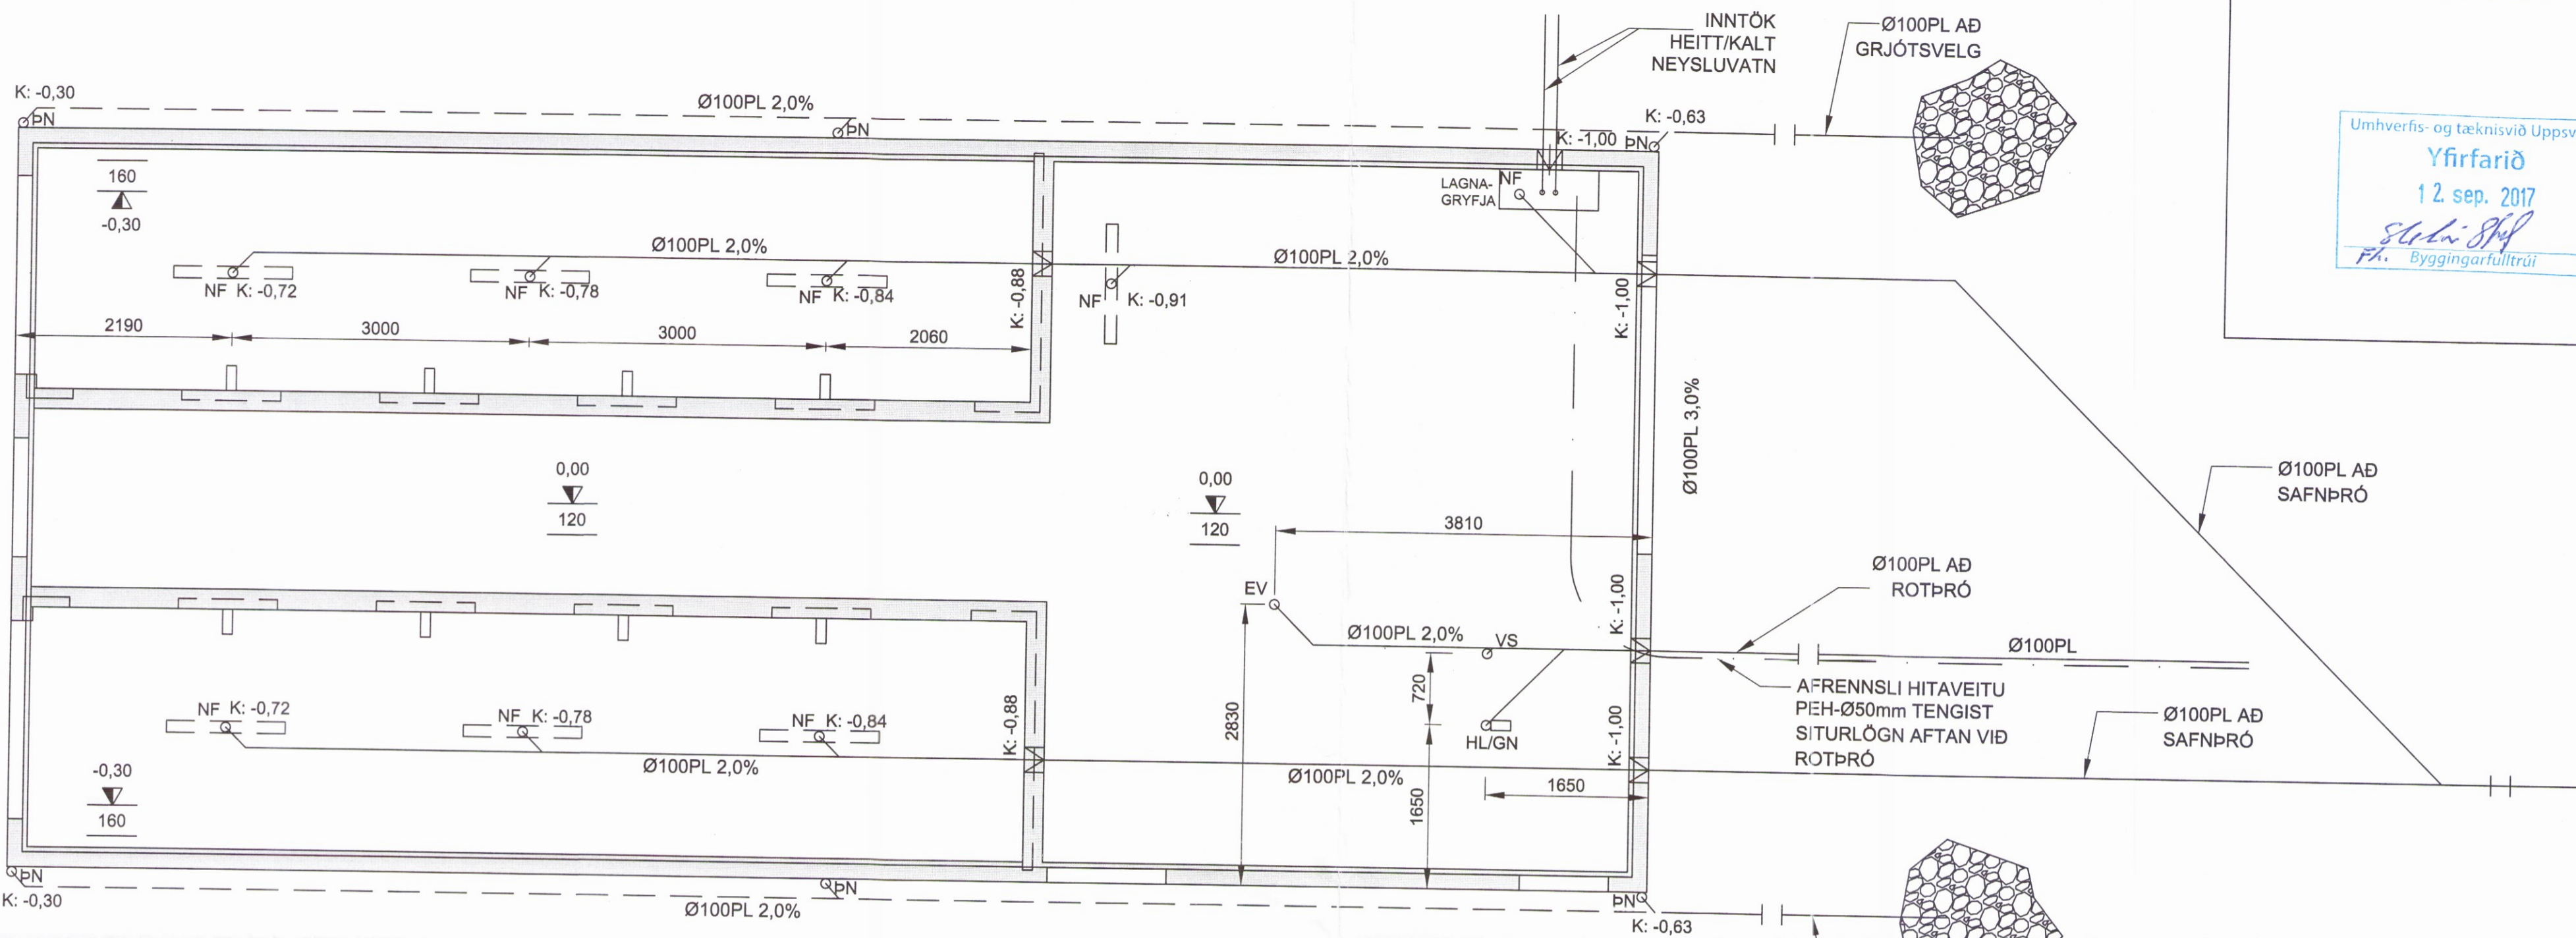 INNTÖK
HEITT/KALT
NEYSLUVATN
Ø100PL AÐ
GRJÓTSVELG
K: -0,30
ÞN
Ø100PL 2,0%
ÞN
K: -0,63
K: -1,00
ÞN
Umhverfis- og tæknisvið Uppsv
Yfirfarið
12. sep. 2017
Byggingarfulltrúi
160
-0,30
LAGNA-
GRYFJA
NF
Ø100PL 2,0%
Ø100PL 2,0%
NF K: -0,72
NF K: -0,78
NF K: -0,84
K: -0,88
NF K: -0,91
K: -1,00
2190
3000
3000
2060
Ø100PL 3,0%
0,00
120
0,00
120
3810
Ø100PL AÐ
SAFNÞRÓ
EV
Ø100PL 2,0%
VS
K: -1,00
Ø100PL AÐ
ROTÞRÓ
Ø100PL
720
2830
HL/GN
AFRENNSLI HITAVEITU
PEH-Ø50mm TENGIST
SITURLÖGN AFTAN VIÐ
ROTÞRÓ
Ø100PL AÐ
SAFNÞRÓ
NF K: -0,72
NF K: -0,78
NF K: -0,84
K: -0,88
K: -1,00
Ø100PL 2,0%
Ø100PL 2,0%
1650
1650
-0,30
160
ÞN
K: -0,30
ÞN
Ø100PL 2,0%
ÞN
K: -0,63